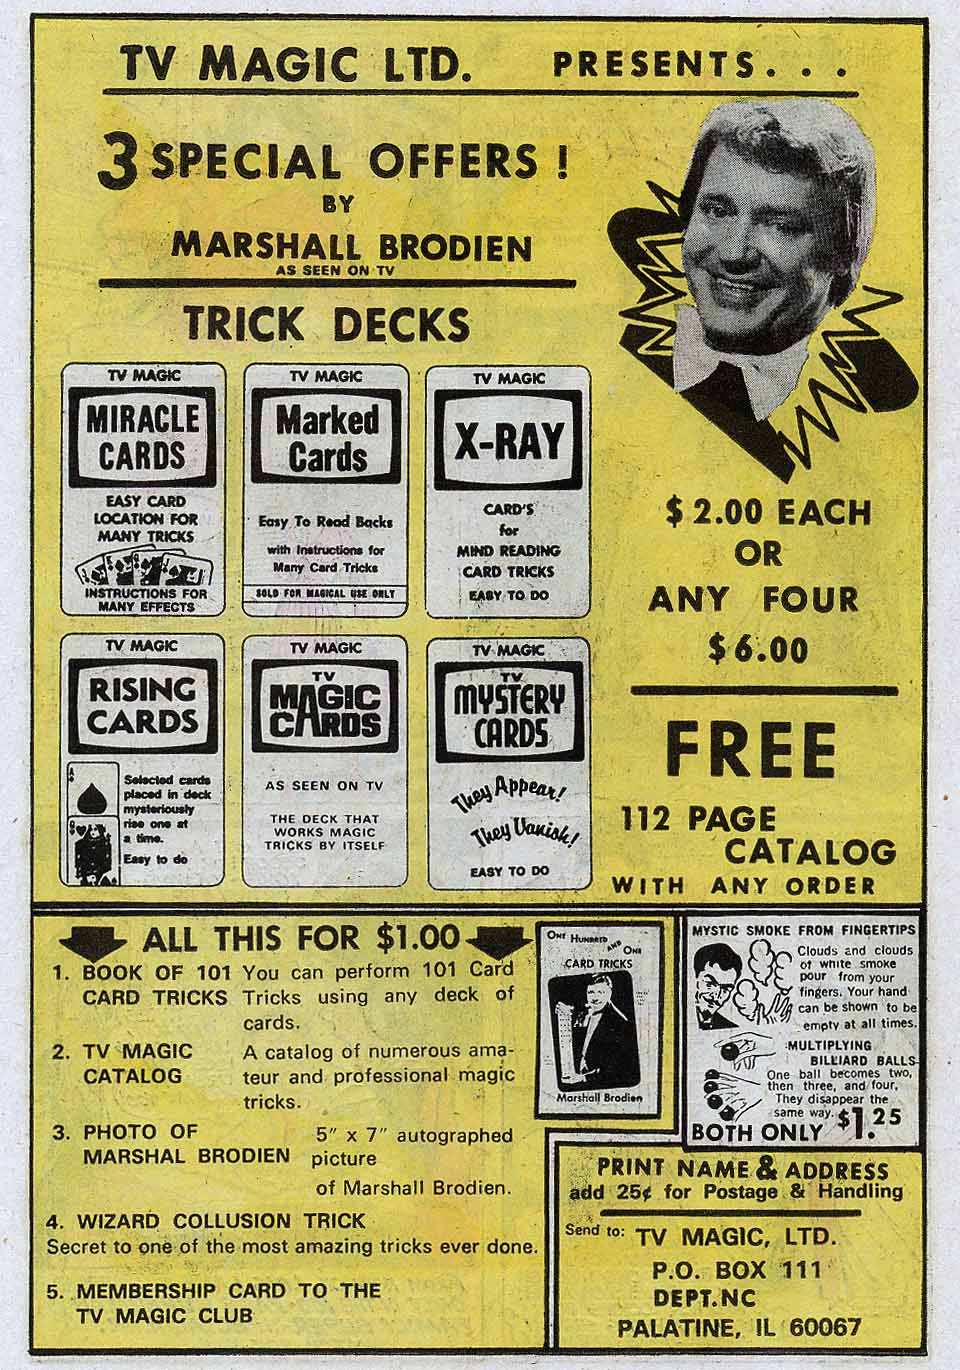 TV MAGIC LTD. PRESENTS...
3 SPECIAL OFFERS!
BY
MARSHALL BRODIEN
AS SEEN ON TV
TRICK DECKS
TV MAGIC
MIRACLE
CARDS
EASY CARD
LOCATION FOR
MANY TRICKS
INSTRUCTIONS FOR
MANY EFFECTS
TV MAGIC
Marked
Cards
Easy To Read Backs
with Instructions for
Many Card Tricks
SOLD FOR MAGICAL USE ONLY
TV MAGIC
X-RAY
CARD'S
for
MIND READING
CARD TRICKS
EASY TO DO
TV MAGIC
RISING
CARDS
Selected cards
placed in deck
mysteriously
rise one at
a time.
Easy to do
TV MAGIC
TV
MAGIC
CARDS
AS SEEN ON TV
THE DECK THAT
WORKS MAGIC
TRICKS BY ITSELF
TV MAGIC
TV
MYSTERY
CARDS
They Appear!
They Vanish!
EASY TO DO
$2.00 EACH
OR
ANY FOUR
$6.00
FREE
112 PAGE
CATALOG
WITH ANY ORDER
ALL THIS FOR $1.00
1. BOOK OF 101 You can perform 101 Card
CARD TRICKS Tricks using any deck of
cards.
2. TV MAGIC A catalog of numerous ama-
CATALOG teur and professional magic
tricks.
3. PHOTO OF 5" x 7" autographed
MARSHAL BRODIEN picture
of Marshall Brodien.
4. WIZARD COLLUSION TRICK
Secret to one of the most amazing tricks ever done.
5. MEMBERSHIP CARD TO THE
TV MAGIC CLUB
ONE HUNDRED AND ONE
CARD TRICKS
Marshall Brodien
MYSTIC SMOKE FROM FINGERTIPS
Clouds and clouds
of white smoke
pour from your
fingers. Your hand
can be shown to be
empty at all times.
MULTIPLYING
BILLIARD BALLS
One ball becomes two,
then three, and four,
They disappear the
same way.
BOTH ONLY $1.25
PRINT NAME & ADDRESS
add 25¢ for Postage & Handling
Send to: TV MAGIC, LTD.
P.O. BOX 111
DEPT.NC
PALATINE, IL 60067